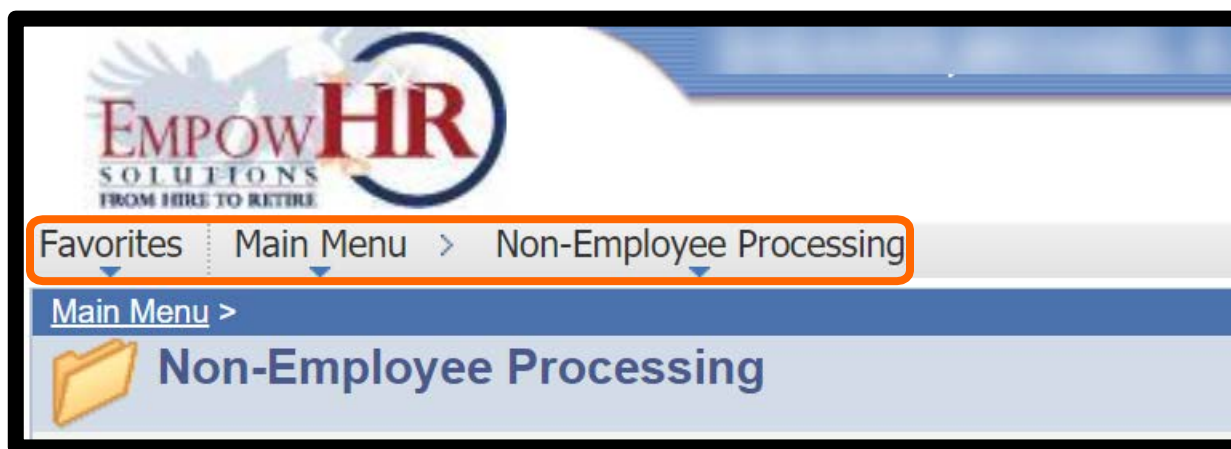 EMPOWHR
SOLUTIONS
FROM HIRE TO RETIRE
Favorites Main Menu > Non-Employee Processing
Main Menu >
Non-Employee Processing